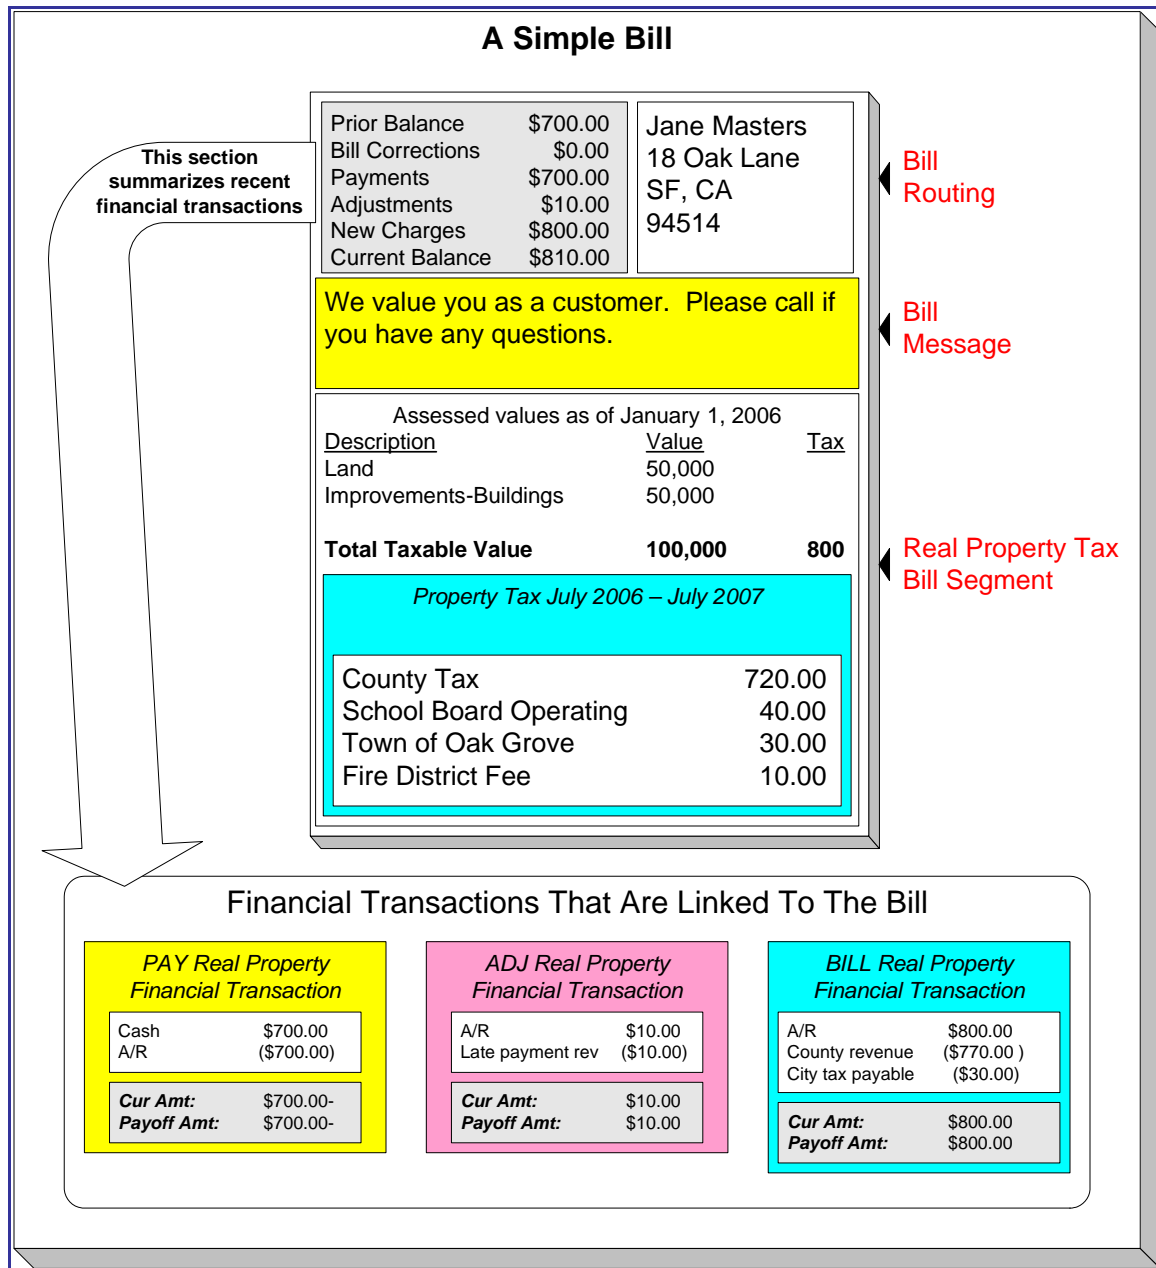 A Simple Bill
This section
summarizes recent
financial transactions
Prior Balance $700.00
Bill Corrections $0.00
Payments $700.00
Adjustments $10.00
New Charges $800.00
Current Balance $810.00
Jane Masters
18 Oak Lane
SF, CA
94514
Bill
Routing
We value you as a customer.  Please call if
you have any questions.
Bill
Message
Assessed values as of January 1, 2006
Description Value Tax
Land 50,000
Improvements-Buildings 50,000
Total Taxable Value 100,000 800
Real Property Tax
Bill Segment
Property Tax July 2006 – July 2007
County Tax 720.00
School Board Operating 40.00
Town of Oak Grove 30.00
Fire District Fee 10.00
Financial Transactions That Are Linked To The Bill
PAY Real Property
Financial Transaction
Cash $700.00
A/R ($700.00)
Cur Amt: $700.00-
Payoff Amt: $700.00-
ADJ Real Property
Financial Transaction
A/R $10.00
Late payment rev ($10.00)
Cur Amt: $10.00
Payoff Amt: $10.00
BILL Real Property
Financial Transaction
A/R $800.00
County revenue ($770.00 )
City tax payable ($30.00)
Cur Amt: $800.00
Payoff Amt: $800.00